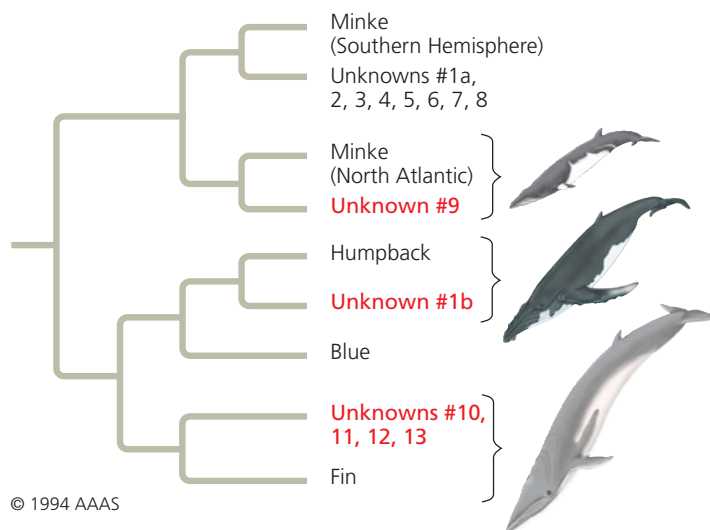 Minke
(Southern Hemisphere)
Unknowns #1a,
2, 3, 4, 5, 6, 7, 8
Minke
(North Atlantic)
Unknown #9
Humpback
Unknown #1b
Blue
Unknowns #10,
11, 12, 13
Fin
© 1994 AAAS